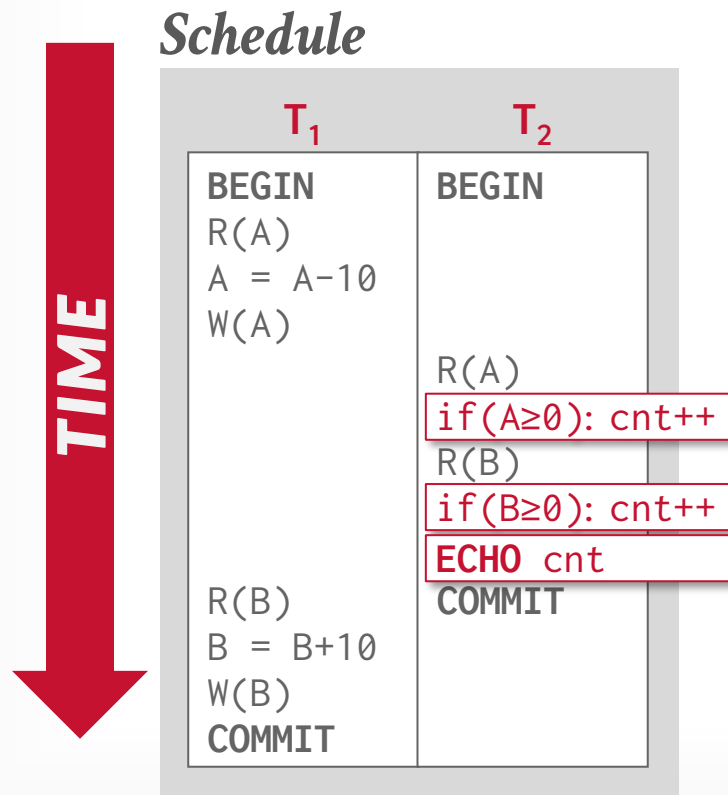 Schedule
TIME
T1 T2
BEGIN BEGIN
R(A)
A = A-10
W(A)
R(A)
if(A≥0): cnt++
R(B)
if(B≥0): cnt++
ECHO cnt
R(B) COMMIT
B = B+10
W(B)
COMMIT